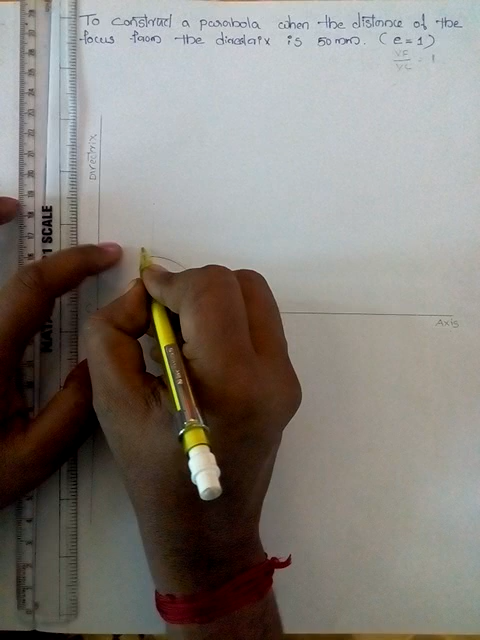 To construct a parabola when the distance of the
focus from the directrix is 50 mm. (e = 1)
VF/VC = 1
Directrix
1 SCALE
Axis